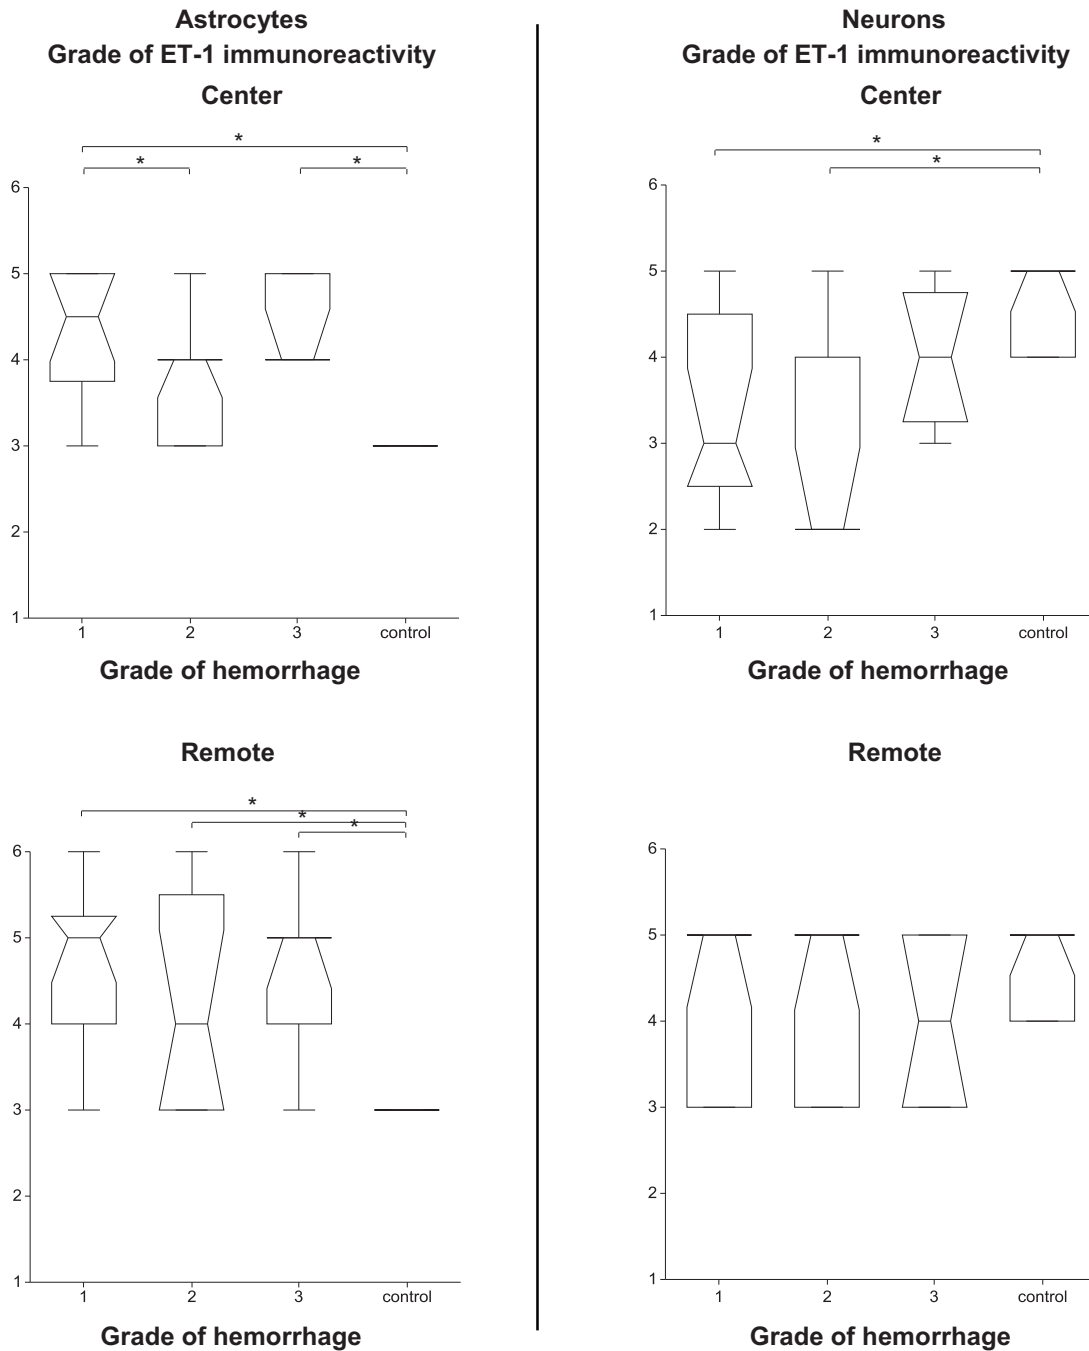 Astrocytes
Grade of ET-1 immunoreactivity
Center
*
*
*
6
5
4
3
2
1
1 2 3 control
Grade of hemorrhage
Remote
*
*
*
6
5
4
3
2
1
1 2 3 control
Grade of hemorrhage
Neurons
Grade of ET-1 immunoreactivity
Center
*
*
6
5
4
3
2
1
1 2 3 control
Grade of hemorrhage
Remote
6
5
4
3
2
1
1 2 3 control
Grade of hemorrhage